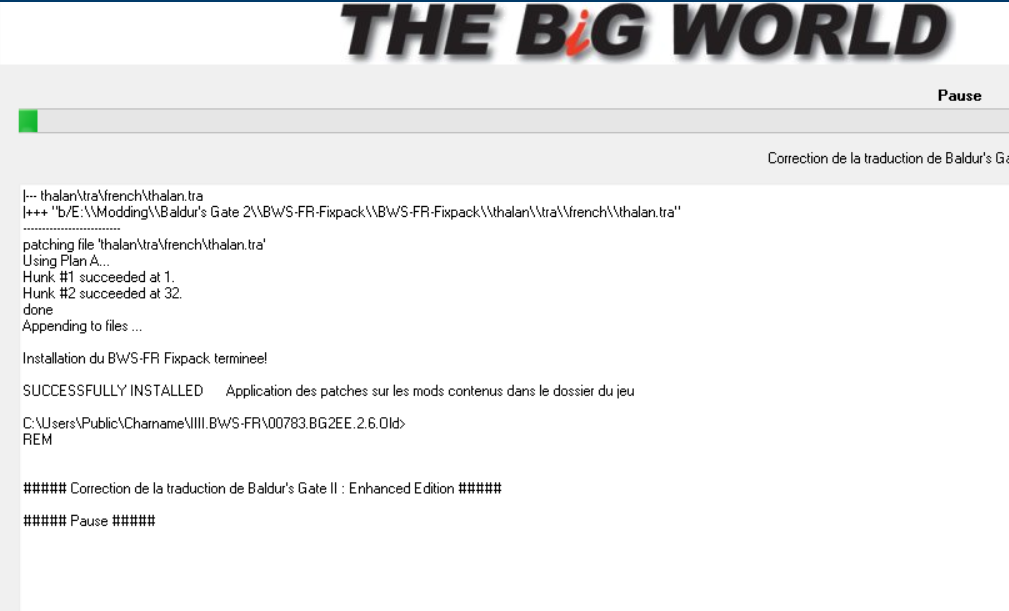 THE BiG WORLD
Pause
Correction de la traduction de Baldur's Ga
|--- thalan\tra\french\thalan.tra
|+++ "b/E:\\Modding\\Baldur's Gate 2\\BWS-FR-Fixpack\\BWS-FR-Fixpack\\thalan\\tra\\french\\thalan.tra"
--------------------------
patching file 'thalan\tra\french\thalan.tra'
Using Plan A...
Hunk #1 succeeded at 1.
Hunk #2 succeeded at 32.
done
Appending to files ...
Installation du BWS-FR Fixpack terminee!
SUCCESSFULLY INSTALLED Application des patches sur les mods contenus dans le dossier du jeu
C:\Users\Public\Charname\IIII.BWS-FR\00783.BG2EE.2.6.Old>
REM
##### Correction de la traduction de Baldur's Gate II : Enhanced Edition #####
##### Pause #####